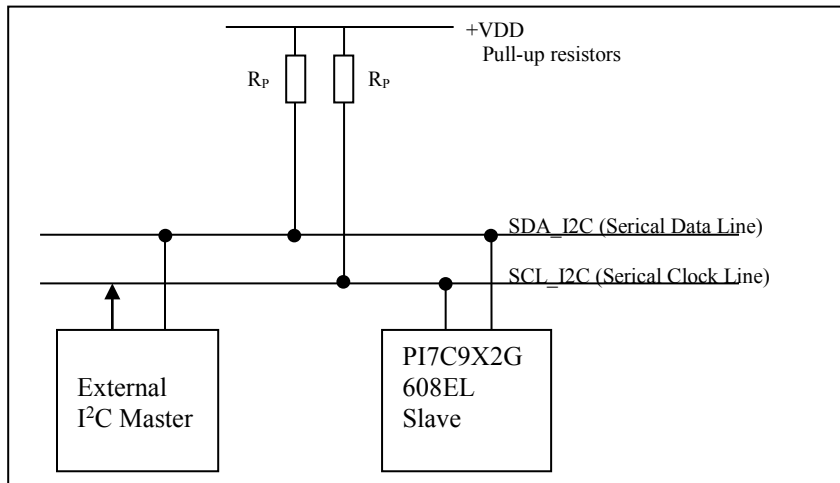 +VDD
Pull-up resistors
RP
RP
SDA_I2C (Serical Data Line)
SCL_I2C (Serical Clock Line)
External
I²C Master
PI7C9X2G
608EL
Slave